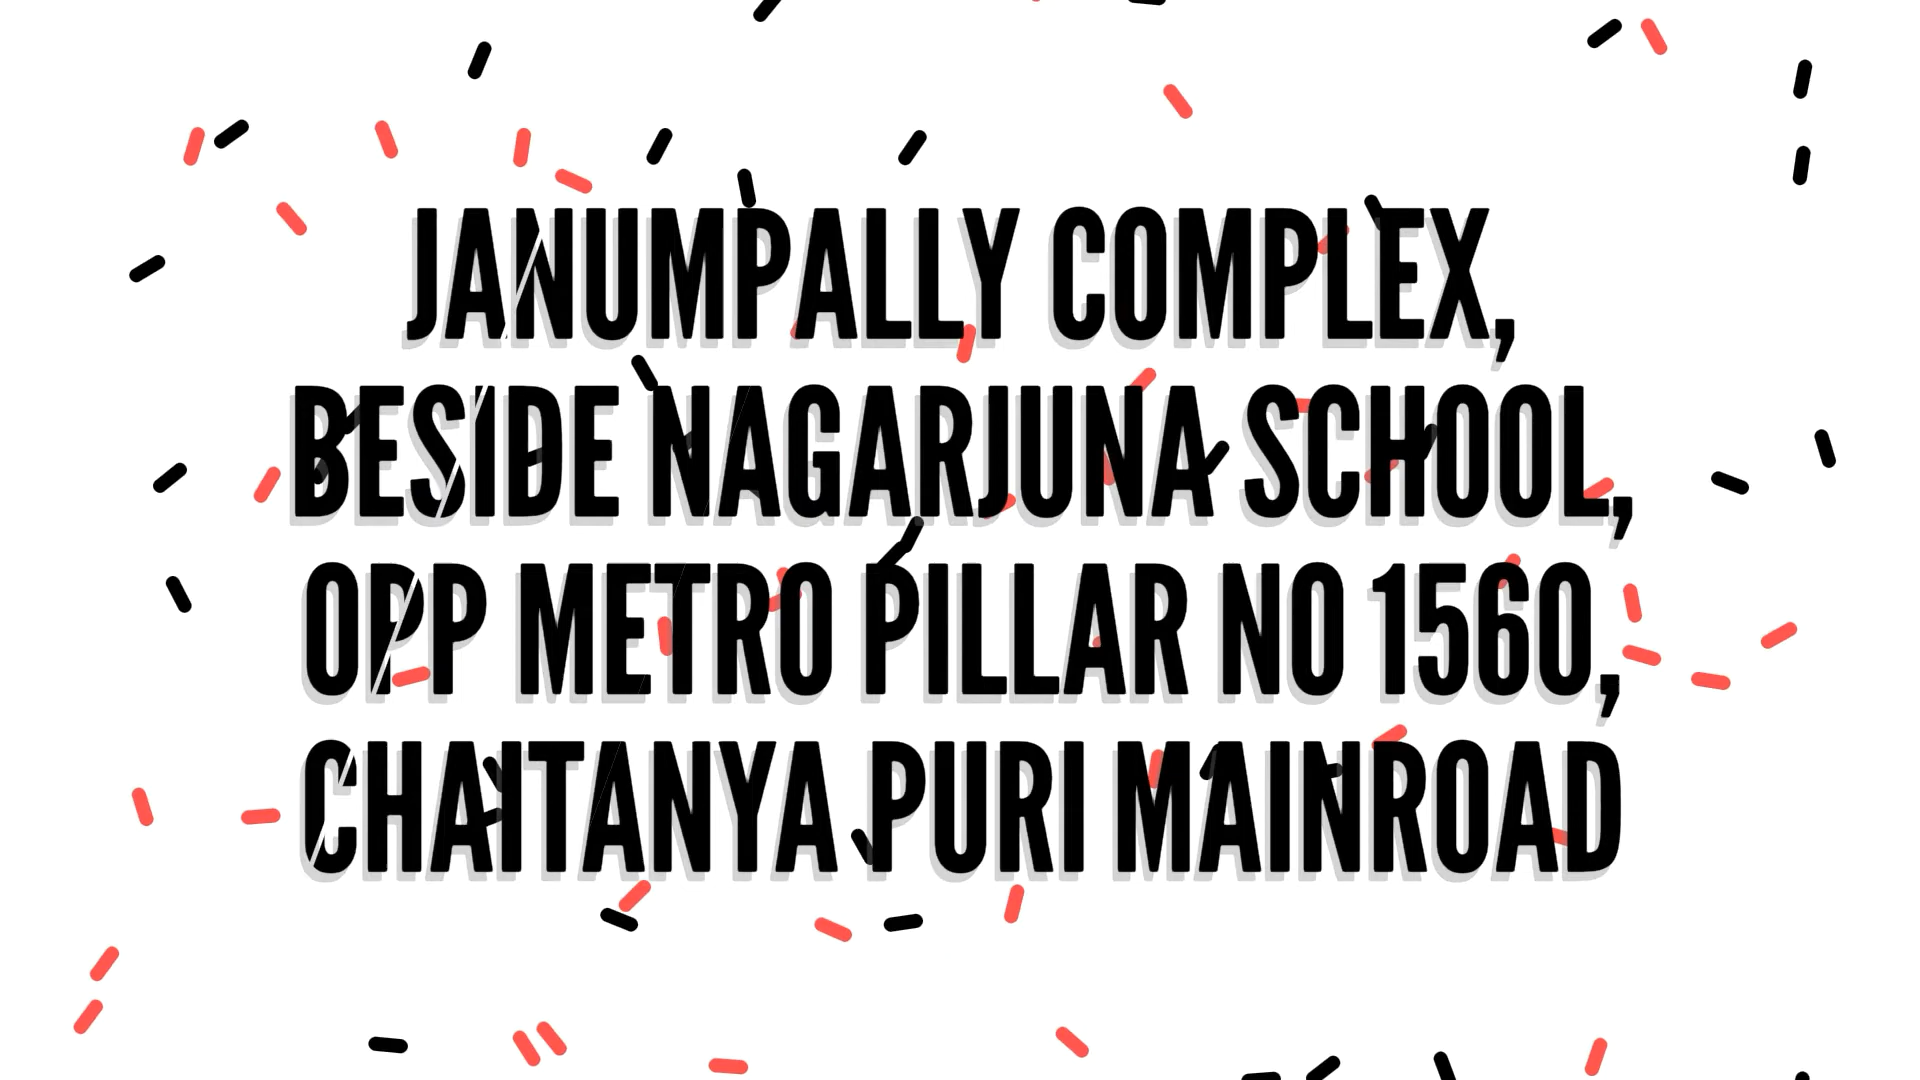 JANUMPALLY COMPLEX,
BESIDE NAGARJUNA SCHOOL,
OPP METRO PILLAR NO 1560,
CHAITANYA PURI MAINROAD